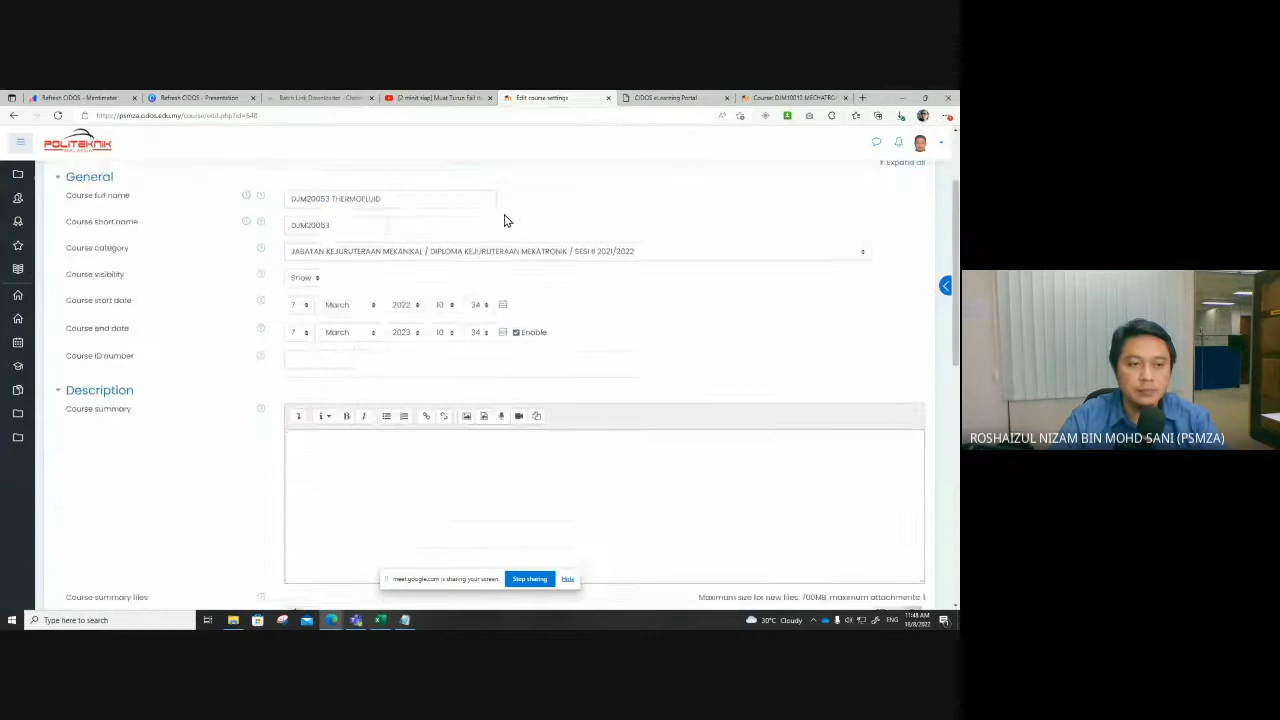 Refresh CIDOS - Mentimeter
Refresh CIDOS - Presentation
Batch Link Downloader - Chrom
[2 minit siap] Muat Turun Fail d
Edit course settings
CIDOS eLearning Portal
Course: DJM10012 MECHATRO
https://psmza.cidos.edu.my/course/edit.php?id=648
POLITEKNIK
MALAYSIA
Expand all
General
Course full name
DJM20053 THERMOFLUID
Course short name
DJM20053
Course category
JABATAN KEJURUTERAAN MEKANIKAL / DIPLOMA KEJURUTERAAN MEKATRONIK / SESI II 2021/2022
Course visibility
Show
Course start date
7 March 2022 10 34
Course end date
7 March 2023 10 34 Enable
Course ID number
Description
Course summary
B I
ROSHAIZUL NIZAM BIN MOHD SANI (PSMZA)
meet.google.com is sharing your screen. Stop sharing Hide
Course summary files
Maximum size for new files: 700MB, maximum attachments: 1
Type here to search
30°C Cloudy
ENG
11:48 AM
18/8/2022